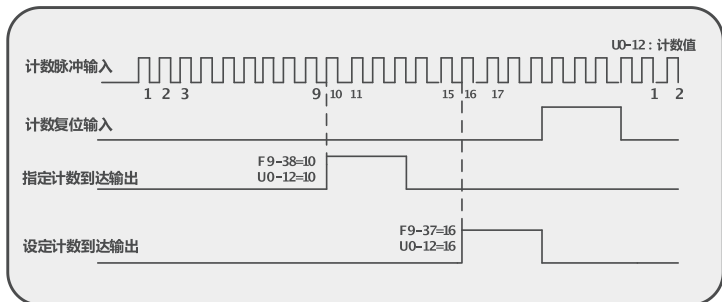 U0-12：计数值
计数脉冲输入
1 2 3 9 10 11 15 16 17 1 2
计数复位输入
F9-38=10
U0-12=10
指定计数到达输出
F9-37=16
U0-12=16
设定计数到达输出